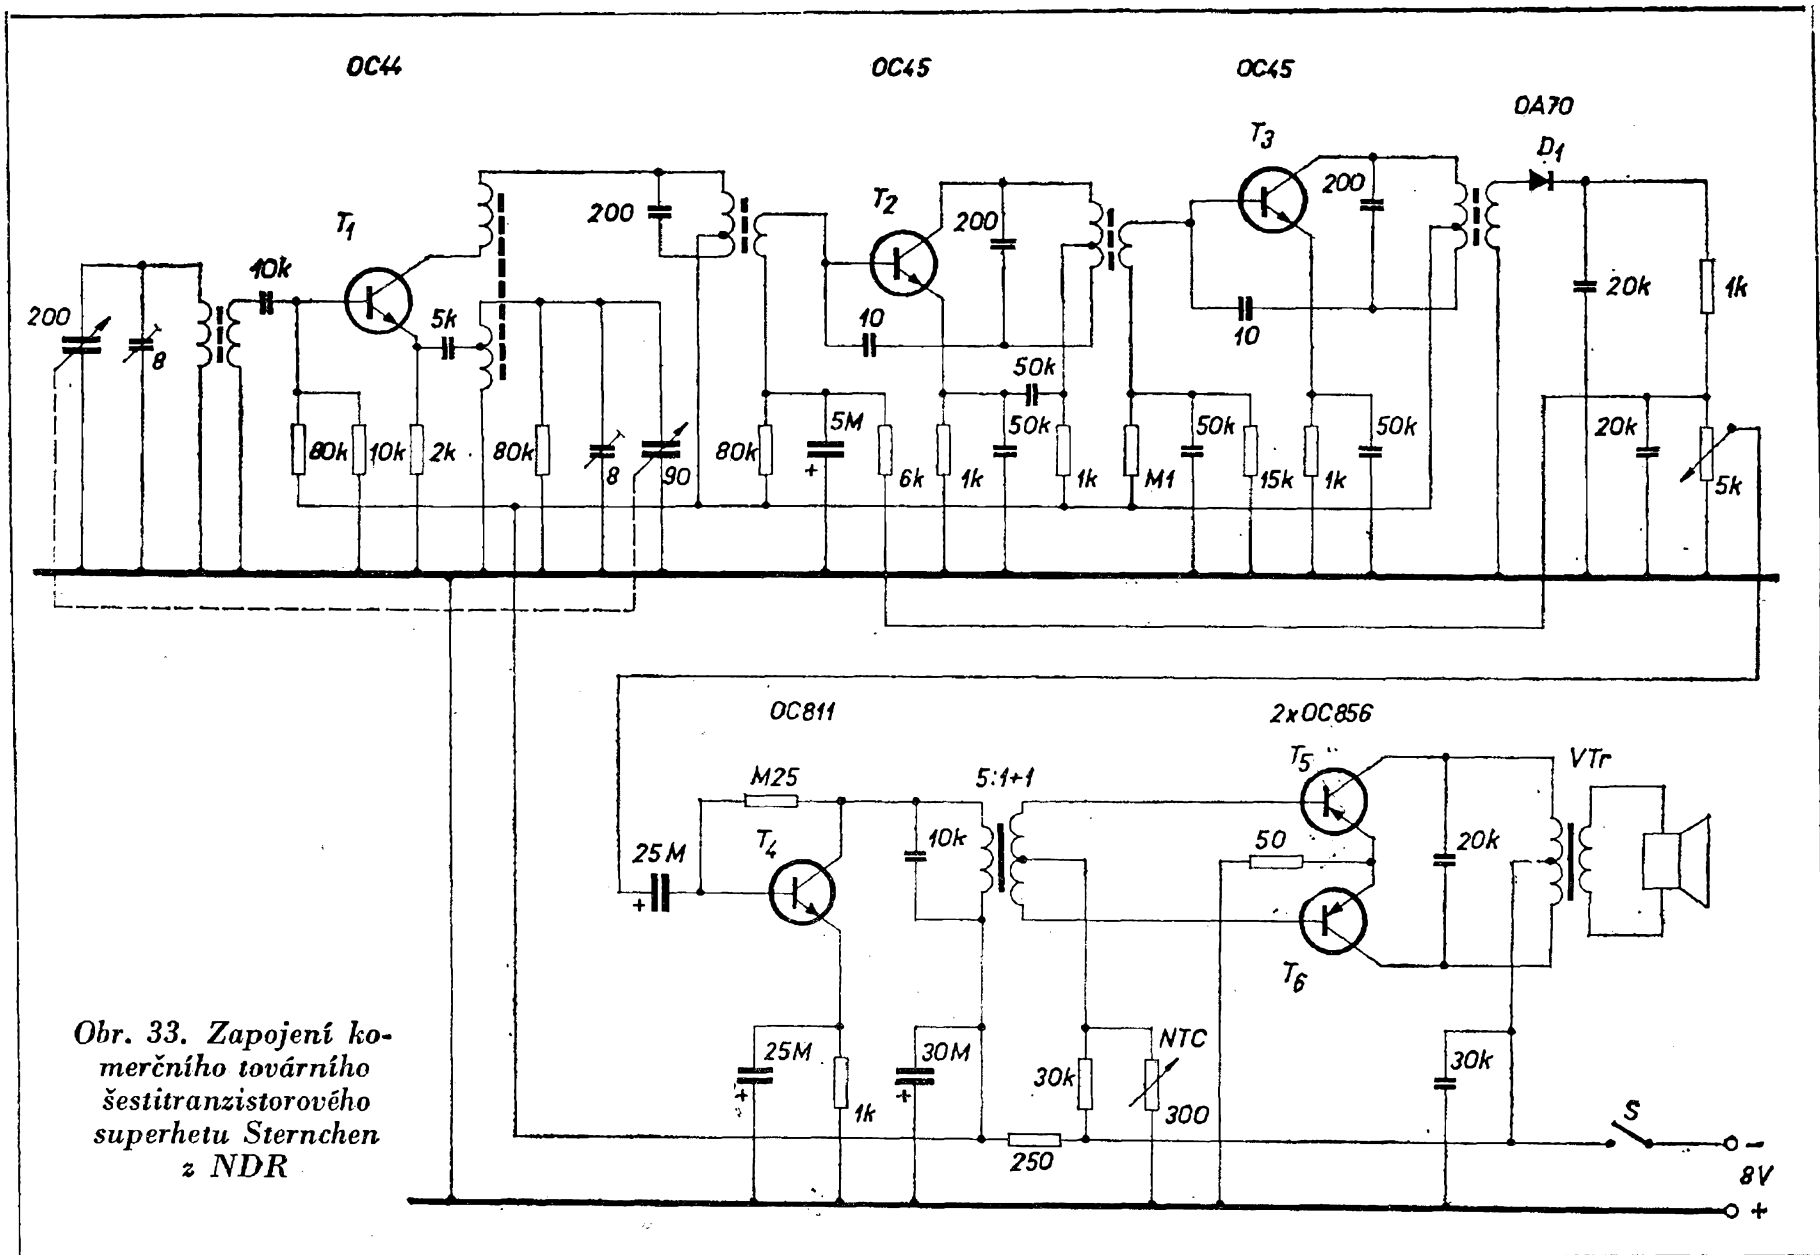 OC44
OC45
OC45
OA70
D1
T3
T2
T1
200
200
200
10k
5k
200
8
10
10
20k
1k
50k
80k
10k
2k
80k
8
90
80k
5M
+
6k
1k
50k
1k
M1
50k
15k
1k
50k
20k
5k
OC811
2xOC856
M25
5:1+1
T5
VTr
T4
25M
+
10k
50
20k
T6
25M
+
1k
30M
+
30k
NTC
300
30k
250
S
-
8V
+
Obr. 33. Zapojení ko-
merčního továrního
šestitranzistorového
superhetu Sternchen
z NDR